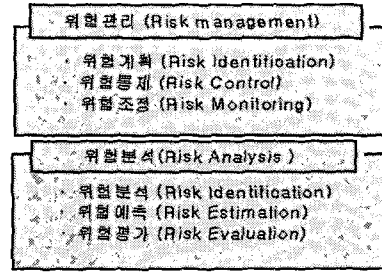 위험관리 (Risk management)
· 위험계획 (Risk Identification)
· 위험통제 (Risk Control)
· 위험조정 (Risk Monitoring)
위험분석(Risk Analysis )
· 위험분석 (Risk Identification)
· 위험예측 (Risk Estimation)
· 위험평가 (Risk Evaluation)